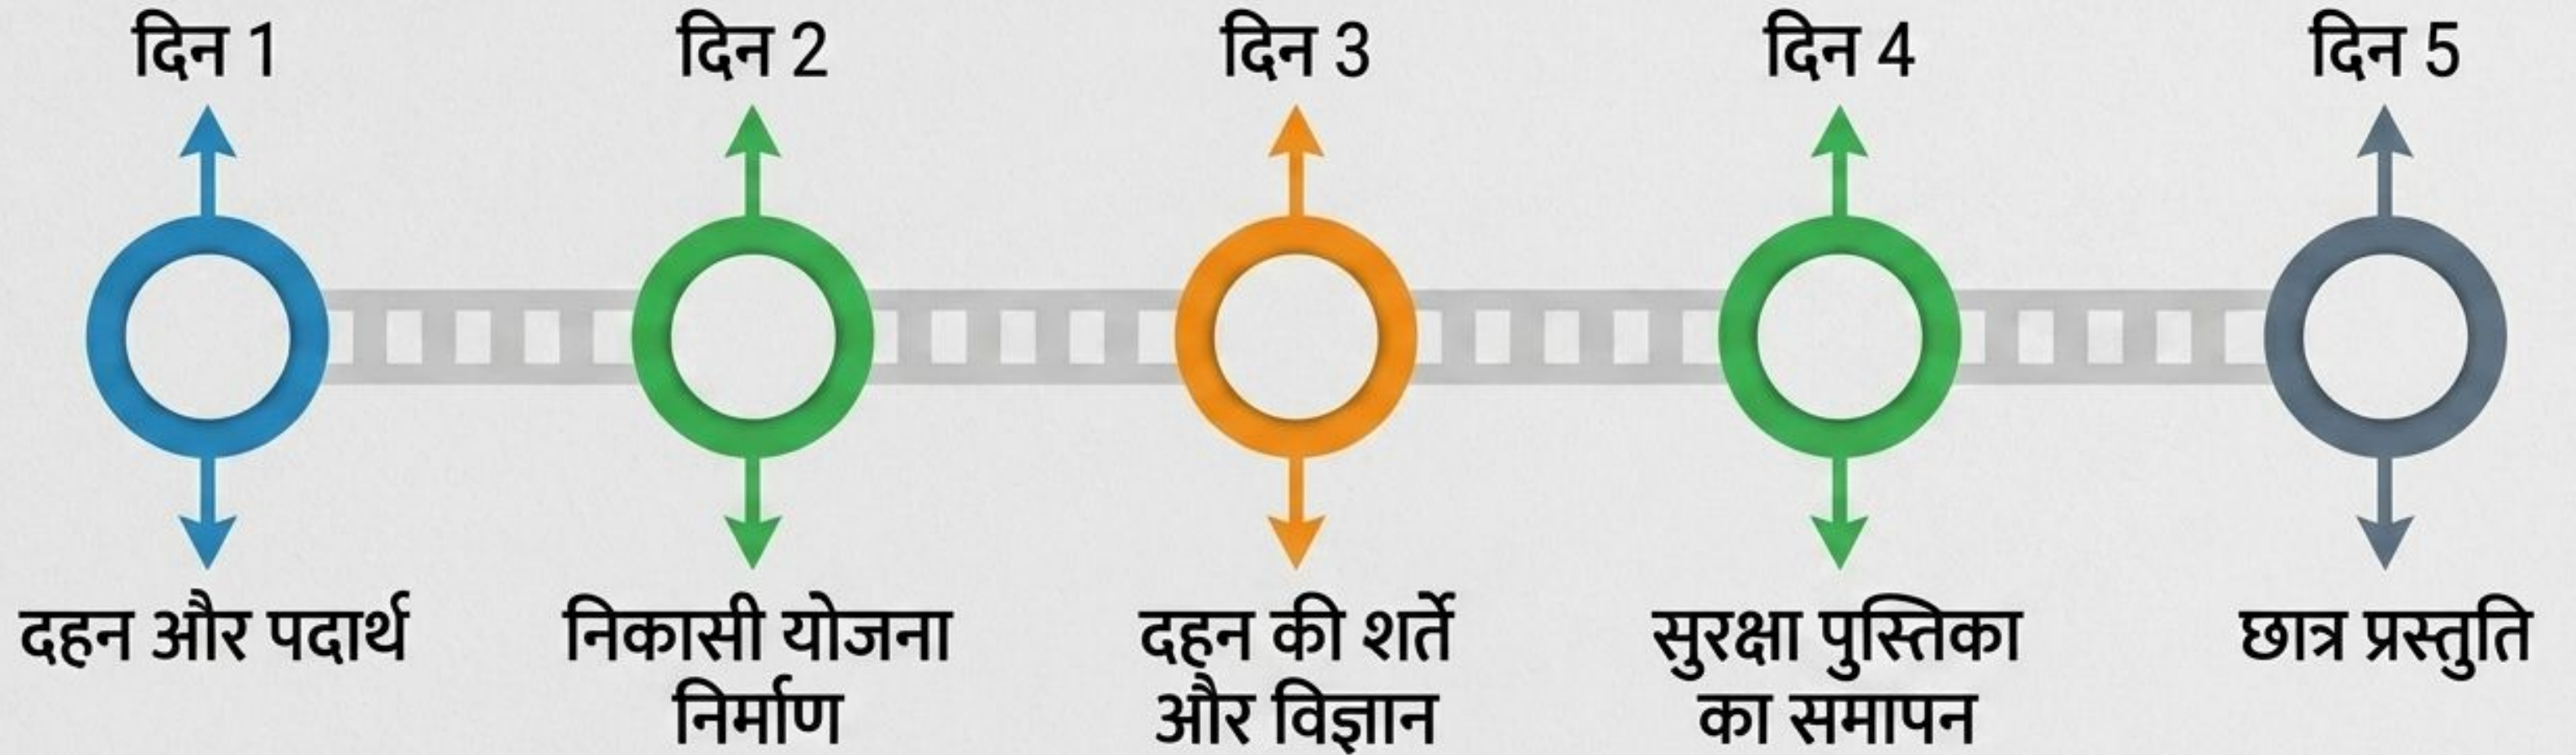 दिन 1
दिन 2
दिन 3
दिन 4
दिन 5
दहन और पदार्थ
निकासी योजना
निर्माण
दहन की शर्ते
और विज्ञान
सुरक्षा पुस्तिका
का समापन
छात्र प्रस्तुति